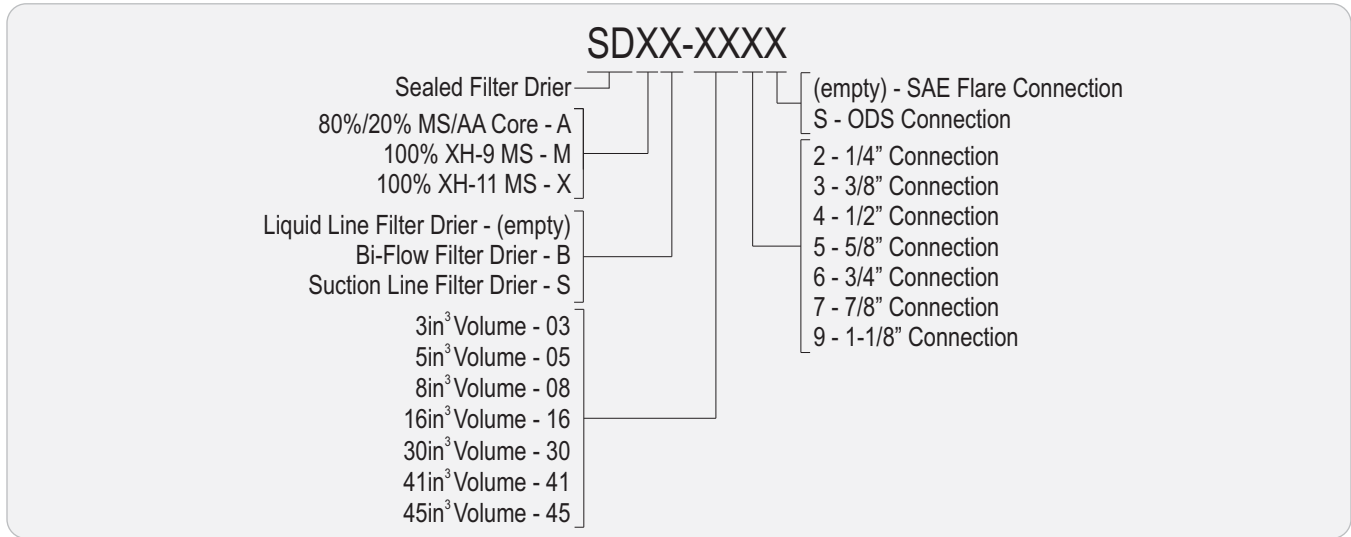 SDXX-XXXX
Sealed Filter Drier
80%/20% MS/AA Core - A
100% XH-9 MS - M
100% XH-11 MS - X
Liquid Line Filter Drier - (empty)
Bi-Flow Filter Drier - B
Suction Line Filter Drier - S
3in³ Volume - 03
5in³ Volume - 05
8in³ Volume - 08
16in³ Volume - 16
30in³ Volume - 30
41in³ Volume - 41
45in³ Volume - 45
(empty) - SAE Flare Connection
S - ODS Connection
2 - 1/4” Connection
3 - 3/8” Connection
4 - 1/2” Connection
5 - 5/8” Connection
6 - 3/4” Connection
7 - 7/8” Connection
9 - 1-1/8” Connection